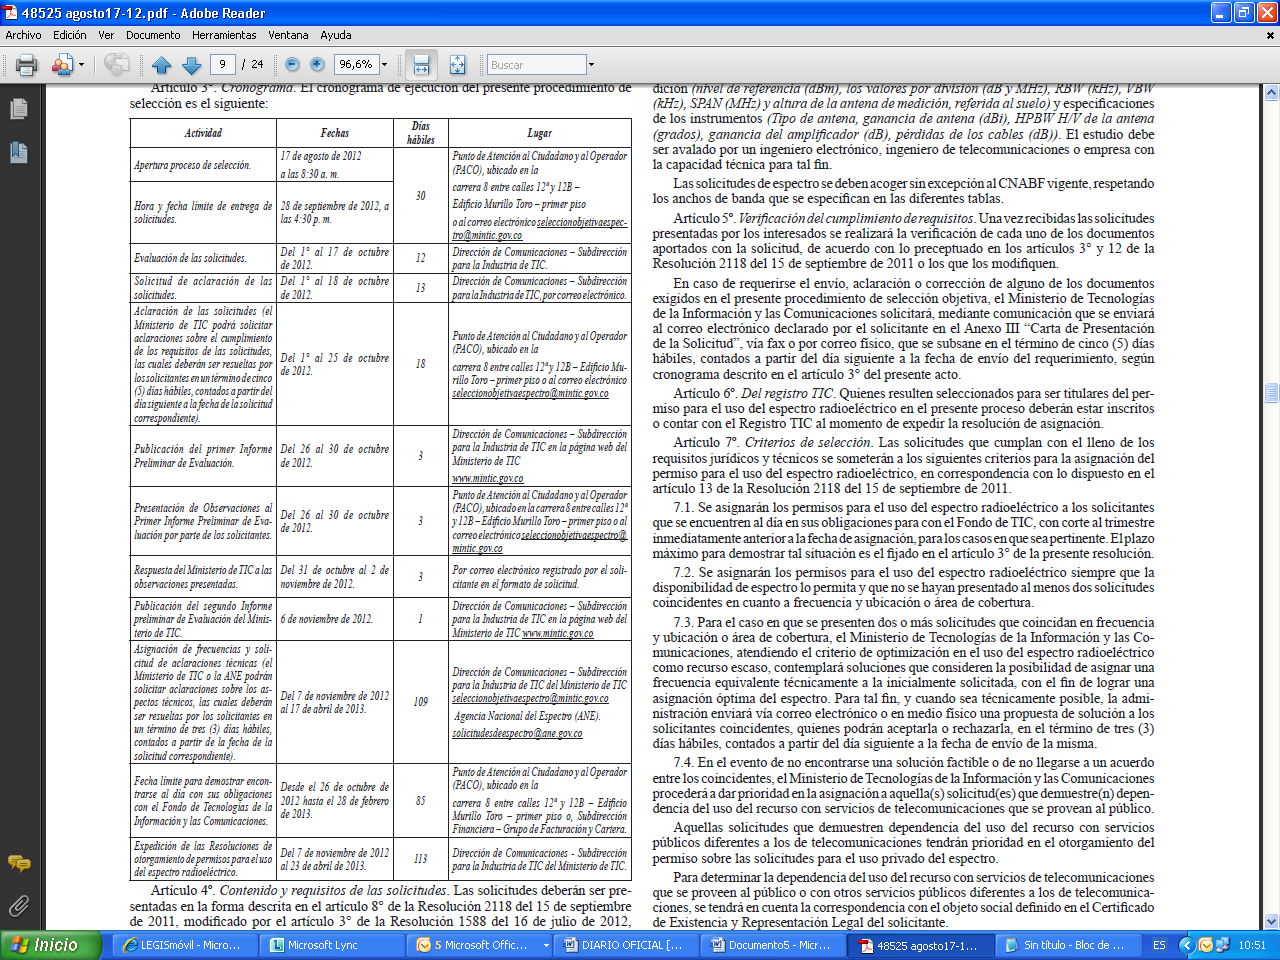 48525 agosto17-12.pdf - Adobe Reader
Archivo Edición Ver Documento Herramientas Ventana Ayuda
9 / 24 96,6% Buscar
Artículo 3°. Cronograma. El cronograma de ejecución del presente procedimiento de
selección es el siguiente:
Actividad Fechas Días hábiles Lugar
Apertura proceso de selección.
17 de agosto de 2012
a las 8:30 a. m.
Hora y fecha límite de entrega de
solicitudes.
28 de septiembre de 2012, a
las 4:30 p. m.
30
Punto de Atención al Ciudadano y al Operador
(PACO), ubicado en la
carrera 8 entre calles 12ª y 12B –
Edificio Murillo Toro – primer piso
o al correo electrónico seleccionobjetivaespec-
tro@mintic.gov.co
Evaluación de las solicitudes.
Del 1° al 17 de octubre
de 2012.
12
Dirección de Comunicaciones – Subdirección
para la Industria de TIC.
Solicitud de aclaración de las
solicitudes.
Del 1° al 18 de octubre
de 2012.
13
Dirección de Comunicaciones – Subdirección
para la Industria de TIC, por correo electrónico.
Aclaración de las solicitudes (el
Ministerio de TIC podrá solicitar
aclaraciones sobre el cumplimiento
de los requisitos de las solicitudes,
las cuales deberán ser resueltas por
los solicitantes en un término de cinco
(5) días hábiles, contados a partir del
día siguiente a la fecha de la solicitud
correspondiente).
Del 1° al 25 de octubre
de 2012.
18
Punto de Atención al Ciudadano y al Operador
(PACO), ubicado en la
carrera 8 entre calles 12ª y 12B – Edificio Mu-
rillo Toro – primer piso o al correo electrónico
seleccionobjetivaespectro@mintic.gov.co
Publicación del primer Informe
Preliminar de Evaluación.
Del 26 al 30 de octubre
de 2012.
3
Dirección de Comunicaciones – Subdirección
para la Industria de TIC en la página web del
Ministerio de TIC
www.mintic.gov.co
Presentación de Observaciones al
Primer Informe Preliminar de Eva-
luación por parte de los solicitantes.
Del 26 al 30 de octubre
de 2012.
3
Punto de Atención al Ciudadano y al Operador
(PACO), ubicado en la carrera 8 entre calles 12ª
y 12B – Edificio Murillo Toro – primer piso o al
correo electrónico seleccionobjetivaespectro@
mintic.gov.co
Respuesta del Ministerio de TIC a las
observaciones presentadas.
Del 31 de octubre al 2 de
noviembre de 2012.
3
Por correo electrónico registrado por el soli-
citante en el formato de solicitud.
Publicación del segundo Informe
preliminar de Evaluación del Minis-
terio de TIC.
6 de noviembre de 2012.
1
Dirección de Comunicaciones – Subdirección
para la Industria de TIC en la página web del
Ministerio de TIC www.mintic.gov.co
Asignación de frecuencias y soli-
citud de aclaraciones técnicas (el
Ministerio de TIC o la ANE podrán
solicitar aclaraciones sobre los as-
pectos técnicos, las cuales deberán
ser resueltas por los solicitantes en
un término de tres (3) días hábiles,
contados a partir de la fecha de la
solicitud correspondiente).
Del 7 de noviembre de 2012
al 17 de abril de 2013.
109
Dirección de Comunicaciones – Subdirección
para la Industria de TIC del Ministerio de TIC
seleccionobjetivaespectro@mintic.gov.co
Agencia Nacional del Espectro (ANE).
solicitudesdeespectro@ane.gov.co
Fecha límite para demostrar encon-
trarse al día con sus obligaciones
con el Fondo de Tecnologías de la
Información y las Comunicaciones.
Desde el 26 de octubre de
2012 hasta el 28 de febrero
de 2013.
85
Punto de Atención al Ciudadano y al Operador
(PACO), ubicado en la
carrera 8 entre calles 12ª y 12B – Edificio
Murillo Toro – primer piso o, Subdirección
Financiera – Grupo de Facturación y Cartera.
Expedición de las Resoluciones de
otorgamiento de permisos para el uso
del espectro radioeléctrico.
Del 7 de noviembre de 2012
al 23 de abril de 2013.
113
Dirección de Comunicaciones - Subdirección
para la Industria de TIC del Ministerio de TIC.
Artículo 4°. Contenido y requisitos de las solicitudes. Las solicitudes deberán ser pre-
sentadas en la forma descrita en el artículo 8° de la Resolución 2118 del 15 de septiembre
de 2011, modificado por el artículo 3° de la Resolución 1588 del 16 de julio de 2012,
dición (nivel de referencia (dBm), los valores por división (dB y MHz), RBW (kHz), VBW
(kHz), SPAN (MHz) y altura de la antena de medición, referida al suelo) y especificaciones
de los instrumentos (Tipo de antena, ganancia de antena (dBi), HPBW H/V de la antena
(grados), ganancia del amplificador (dB), pérdidas de los cables (dB)). El estudio debe
ser avalado por un ingeniero electrónico, ingeniero de telecomunicaciones o empresa con
la capacidad técnica para tal fin.
Las solicitudes de espectro se deben acoger sin excepción al CNABF vigente, respetando
los anchos de banda que se especifican en las diferentes tablas.
Artículo 5°. Verificación del cumplimiento de requisitos. Una vez recibidas las solicitudes
presentadas por los interesados se realizará la verificación de cada uno de los documentos
aportados con la solicitud, de acuerdo con lo preceptuado en los artículos 3° y 12 de la
Resolución 2118 del 15 de septiembre de 2011 o los que los modifiquen.
En caso de requerirse el envío, aclaración o corrección de alguno de los documentos
exigidos en el presente procedimiento de selección objetiva, el Ministerio de Tecnologías
de la Información y las Comunicaciones solicitará, mediante comunicación que se enviará
al correo electrónico declarado por el solicitante en el Anexo III “Carta de Presentación
de la Solicitud”, vía fax o por correo físico, que se subsane en el término de cinco (5) días
hábiles, contados a partir del día siguiente a la fecha de envío del requerimiento, según
cronograma descrito en el artículo 3° del presente acto.
Artículo 6°. Del registro TIC. Quienes resulten seleccionados para ser titulares del per-
miso para el uso del espectro radioeléctrico en el presente proceso deberán estar inscritos
o contar con el Registro TIC al momento de expedir la resolución de asignación.
Artículo 7°. Criterios de selección. Las solicitudes que cumplan con el lleno de los
requisitos jurídicos y técnicos se someterán a los siguientes criterios para la asignación del
permiso para el uso del espectro radioeléctrico, en correspondencia con lo dispuesto en el
artículo 13 de la Resolución 2118 del 15 de septiembre de 2011.
7.1. Se asignarán los permisos para el uso del espectro radioeléctrico a los solicitantes
que se encuentren al día en sus obligaciones para con el Fondo de TIC, con corte al trimestre
inmediatamente anterior a la fecha de asignación, para los casos en que sea pertinente. El plazo
máximo para demostrar tal situación es el fijado en el artículo 3° de la presente resolución.
7.2. Se asignarán los permisos para el uso del espectro radioeléctrico siempre que la
disponibilidad de espectro lo permita y que no se hayan presentado al menos dos solicitudes
coincidentes en cuanto a frecuencia y ubicación o área de cobertura.
7.3. Para el caso en que se presenten dos o más solicitudes que coincidan en frecuencia
y ubicación o área de cobertura, el Ministerio de Tecnologías de la Información y las Co-
municaciones, atendiendo el criterio de optimización en el uso del espectro radioeléctrico
como recurso escaso, contemplará soluciones que consideren la posibilidad de asignar una
frecuencia equivalente técnicamente a la inicialmente solicitada, con el fin de lograr una
asignación óptima del espectro. Para tal fin, y cuando sea técnicamente posible, la admi-
nistración enviará vía correo electrónico o en medio físico una propuesta de solución a los
solicitantes coincidentes, quienes podrán aceptarla o rechazarla, en el término de tres (3)
días hábiles, contados a partir del día siguiente a la fecha de envío de la misma.
7.4. En el evento de no encontrarse una solución factible o de no llegarse a un acuerdo
entre los coincidentes, el Ministerio de Tecnologías de la Información y las Comunicaciones
procederá a dar prioridad en la asignación a aquella(s) solicitud(es) que demuestre(n) depen-
dencia del uso del recurso con servicios de telecomunicaciones que se provean al público.
Aquellas solicitudes que demuestren dependencia del uso del recurso con servicios
públicos diferentes a los de telecomunicaciones tendrán prioridad en el otorgamiento del
permiso sobre las solicitudes para el uso privado del espectro.
Para determinar la dependencia del uso del recurso con servicios de telecomunicaciones
que se proveen al público o con otros servicios públicos diferentes a los de telecomunica-
ciones, se tendrá en cuenta la correspondencia con el objeto social definido en el Certificado
de Existencia y Representación Legal del solicitante.
Inicio LEGISmóvil - Micro... Microsoft Lync 5 Microsoft Offic... DIARIO OFICIAL [... Documento5 - Micr... 48525 agosto17-1... Sin título - Bloc de ... ES 10:51